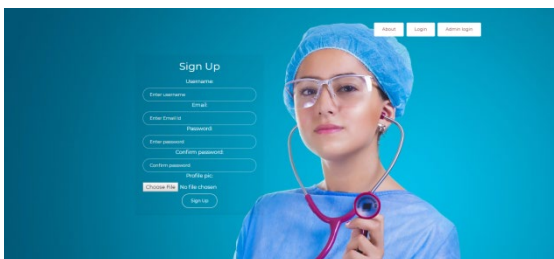 About
Login
Admin login
Sign Up
Username
Enter username
Email
Enter Email id
Password
Enter password
Confirm password
Confirm password
Profile pic
Choose File No file chosen
Sign Up